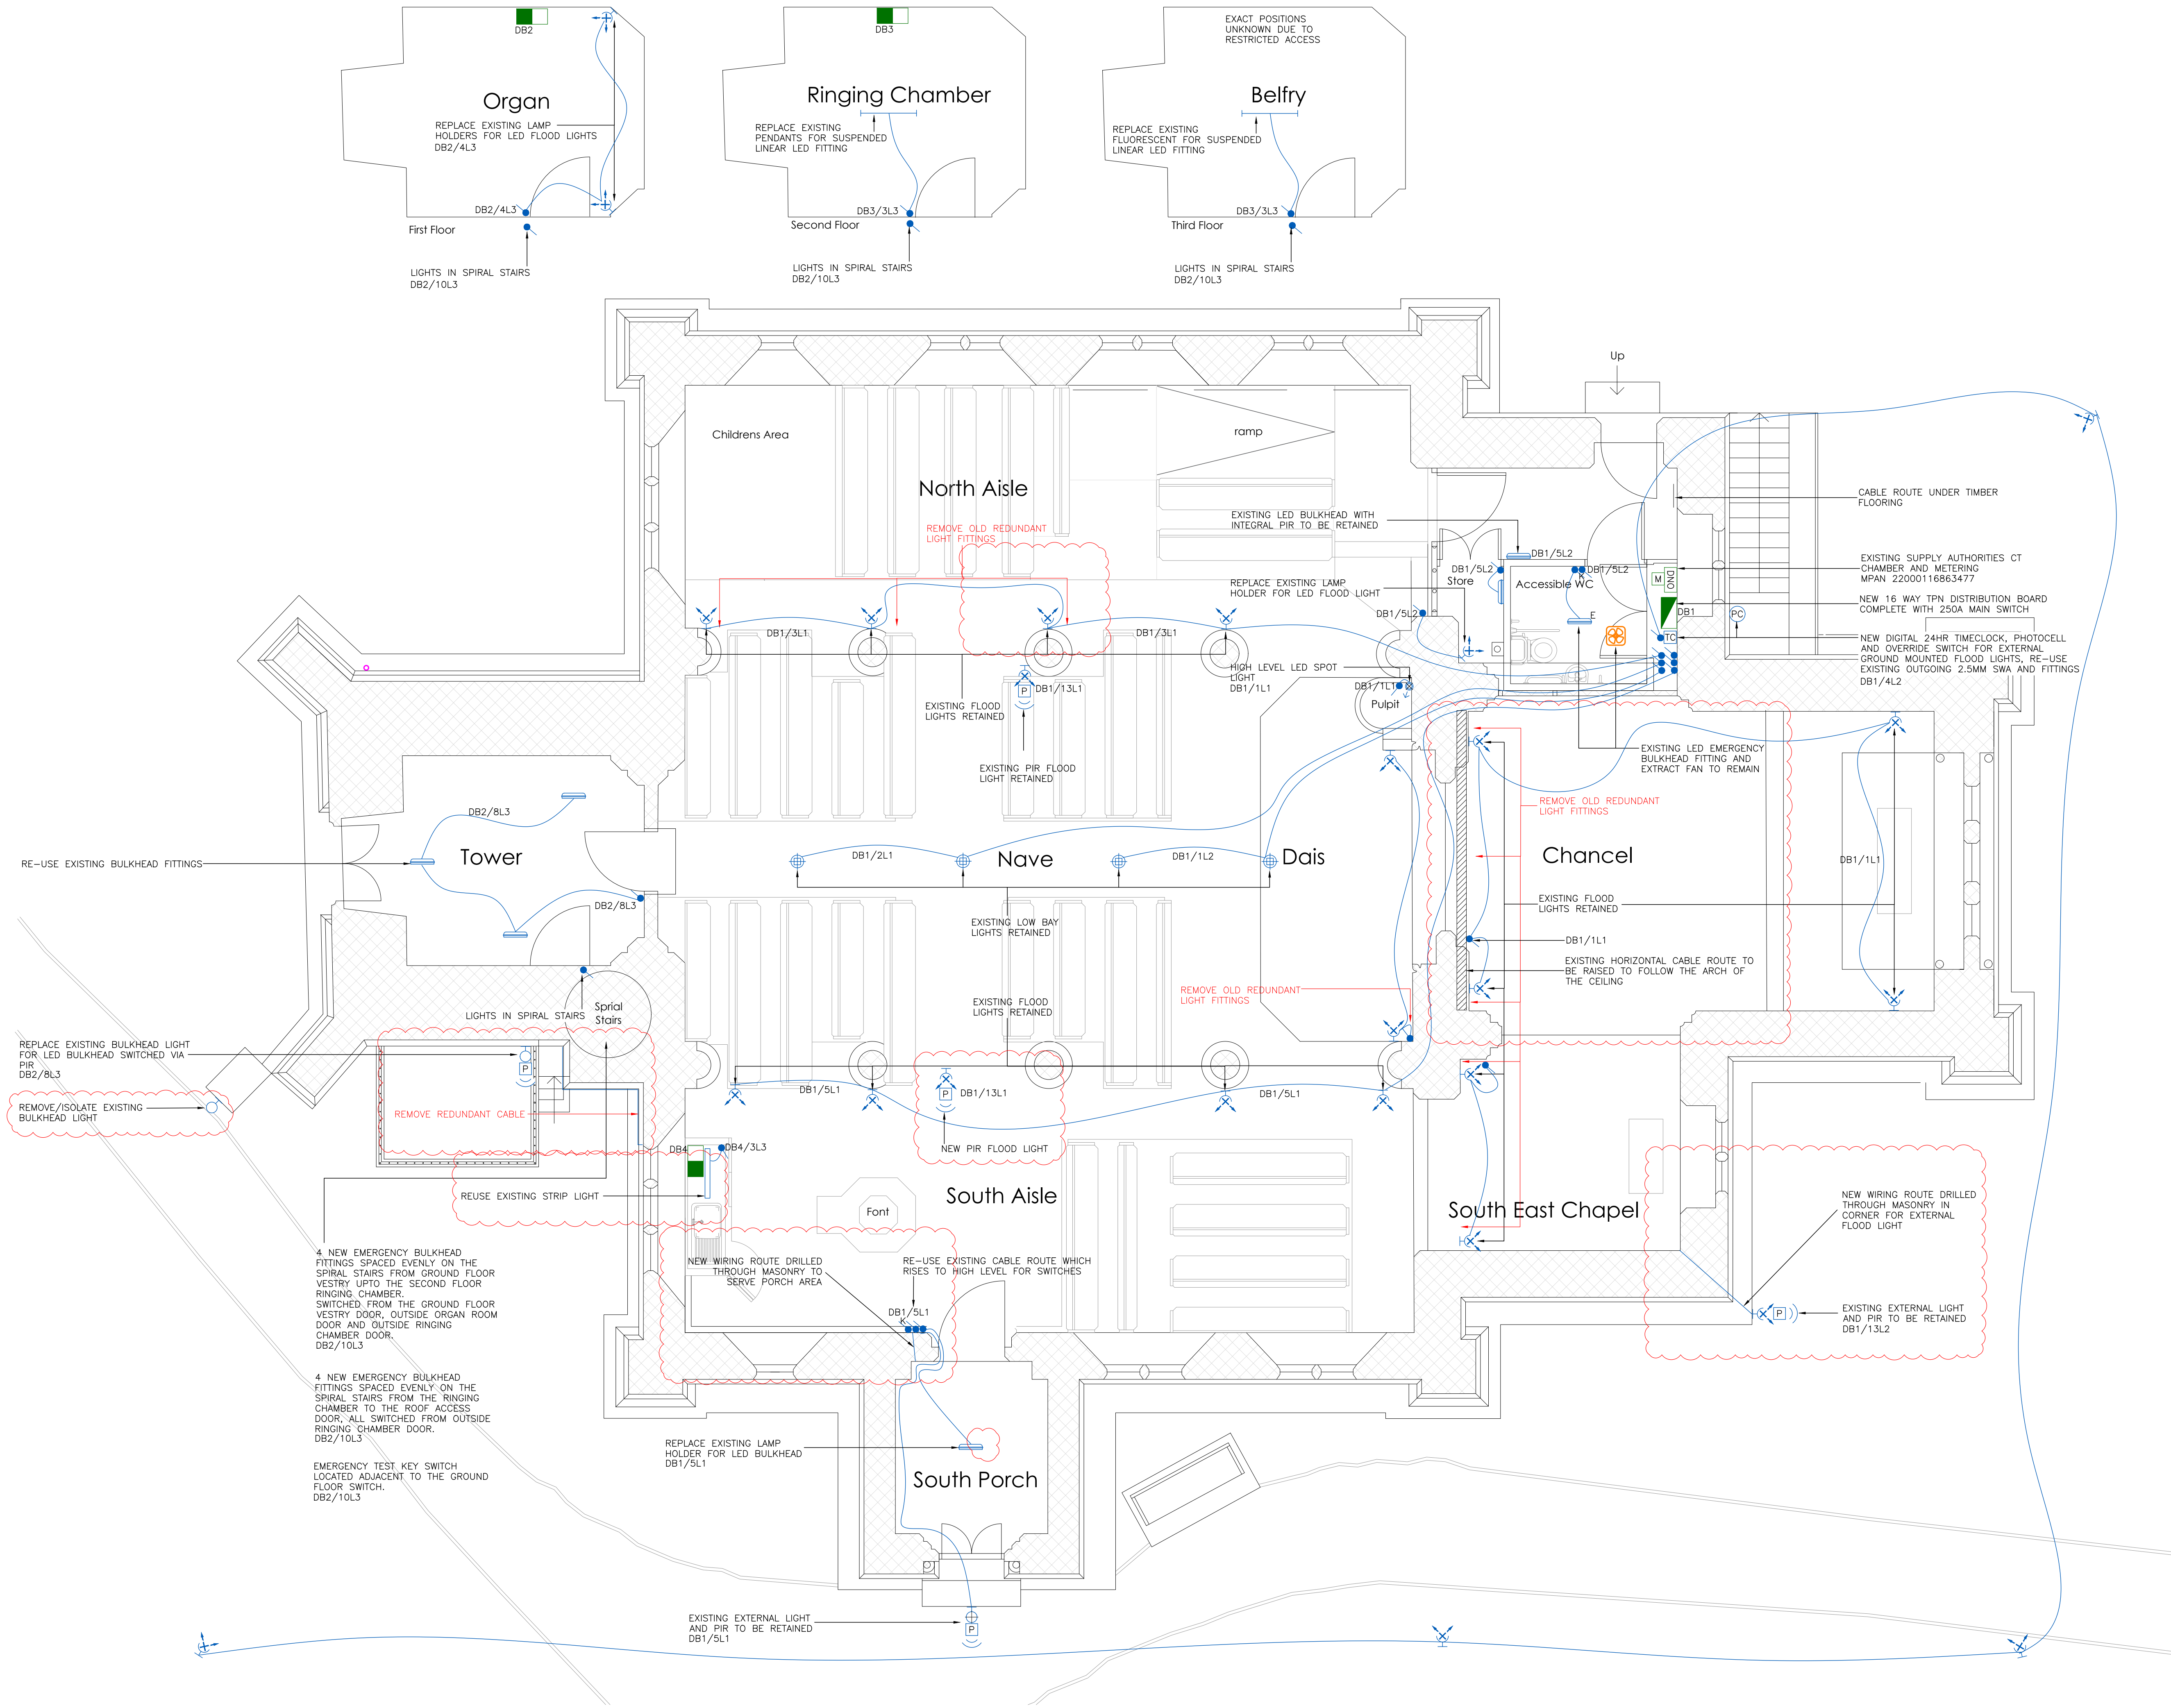 DB2
Organ
REPLACE EXISTING LAMP
HOLDERS FOR LED FLOOD LIGHTS
DB2/4L3
DB2/4L3
First Floor
LIGHTS IN SPIRAL STAIRS
DB2/10L3
DB3
Ringing Chamber
REPLACE EXISTING
PENDANTS FOR SUSPENDED
LINEAR LED FITTING
DB3/3L3
Second Floor
LIGHTS IN SPIRAL STAIRS
DB2/10L3
EXACT POSITIONS
UNKNOWN DUE TO
RESTRICTED ACCESS
Belfry
REPLACE EXISTING
FLUORESCENT FOR SUSPENDED
LINEAR LED FITTING
DB3/3L3
Third Floor
LIGHTS IN SPIRAL STAIRS
DB2/10L3
Up
Childrens Area
ramp
North Aisle
REMOVE OLD REDUNDANT
LIGHT FITTINGS
EXISTING LED BULKHEAD WITH
INTEGRAL PIR TO BE RETAINED
CABLE ROUTE UNDER TIMBER
FLOORING
DB1/5L2
DB1/5L2
DB1/5L2
K
Store
Accessible WC
M
DNO
EXISTING SUPPLY AUTHORITIES CT
CHAMBER AND METERING
MPAN 22000116863477
REPLACE EXISTING LAMP
HOLDER FOR LED FLOOD LIGHT
DB1/5L2
E
DB1
NEW 16 WAY TPN DISTRIBUTION BOARD
COMPLETE WITH 250A MAIN SWITCH
PC
TC
NEW DIGITAL 24HR TIMECLOCK, PHOTOCELL
AND OVERRIDE SWITCH FOR EXTERNAL
GROUND MOUNTED FLOOD LIGHTS, RE-USE
EXISTING OUTGOING 2.5MM SWA AND FITTINGS
DB1/4L2
DB1/3L1
DB1/3L1
HIGH LEVEL LED SPOT
LIGHT
DB1/1L1
DB1/1L1
Pulpit
P
DB1/13L1
EXISTING FLOOD
LIGHTS RETAINED
EXISTING PIR FLOOD
LIGHT RETAINED
EXISTING LED EMERGENCY
BULKHEAD FITTING AND
EXTRACT FAN TO REMAIN
REMOVE OLD REDUNDANT
LIGHT FITTINGS
DB2/8L3
RE-USE EXISTING BULKHEAD FITTINGS
Tower
DB2/8L3
DB1/2L1
Nave
DB1/1L2
Dais
Chancel
DB1/1L1
EXISTING FLOOD
LIGHTS RETAINED
EXISTING LOW BAY
LIGHTS RETAINED
DB1/1L1
EXISTING HORIZONTAL CABLE ROUTE TO
BE RAISED TO FOLLOW THE ARCH OF
THE CEILING
REMOVE OLD REDUNDANT
LIGHT FITTINGS
EXISTING FLOOD
LIGHTS RETAINED
LIGHTS IN SPIRAL STAIRS
Sprial
Stairs
REPLACE EXISTING BULKHEAD LIGHT
FOR LED BULKHEAD SWITCHED VIA
PIR
DB2/8L3
P
REMOVE/ISOLATE EXISTING
BULKHEAD LIGHT
REMOVE REDUNDANT CABLE
DB1/5L1
P
DB1/13L1
DB1/5L1
NEW PIR FLOOD LIGHT
DB4
DB4/3L3
REUSE EXISTING STRIP LIGHT
South Aisle
Font
South East Chapel
NEW WIRING ROUTE DRILLED
THROUGH MASONRY IN
CORNER FOR EXTERNAL
FLOOD LIGHT
P
EXISTING EXTERNAL LIGHT
AND PIR TO BE RETAINED
DB1/13L2
4 NEW EMERGENCY BULKHEAD
FITTINGS SPACED EVENLY ON THE
SPIRAL STAIRS FROM GROUND FLOOR
VESTRY UPTO THE SECOND FLOOR
RINGING CHAMBER.
SWITCHED FROM THE GROUND FLOOR
VESTRY DOOR, OUTSIDE ORGAN ROOM
DOOR AND OUTSIDE RINGING
CHAMBER DOOR.
DB2/10L3
NEW WIRING ROUTE DRILLED
THROUGH MASONRY TO
SERVE PORCH AREA
RE-USE EXISTING CABLE ROUTE WHICH
RISES TO HIGH LEVEL FOR SWITCHES
DB1/5L1
K
4 NEW EMERGENCY BULKHEAD
FITTINGS SPACED EVENLY ON THE
SPIRAL STAIRS FROM THE RINGING
CHAMBER TO THE ROOF ACCESS
DOOR, ALL SWITCHED FROM OUTSIDE
RINGING CHAMBER DOOR.
DB2/10L3
EMERGENCY TEST KEY SWITCH
LOCATED ADJACENT TO THE GROUND
FLOOR SWITCH.
DB2/10L3
REPLACE EXISTING LAMP
HOLDER FOR LED BULKHEAD
DB1/5L1
South Porch
EXISTING EXTERNAL LIGHT
AND PIR TO BE RETAINED
DB1/5L1
P